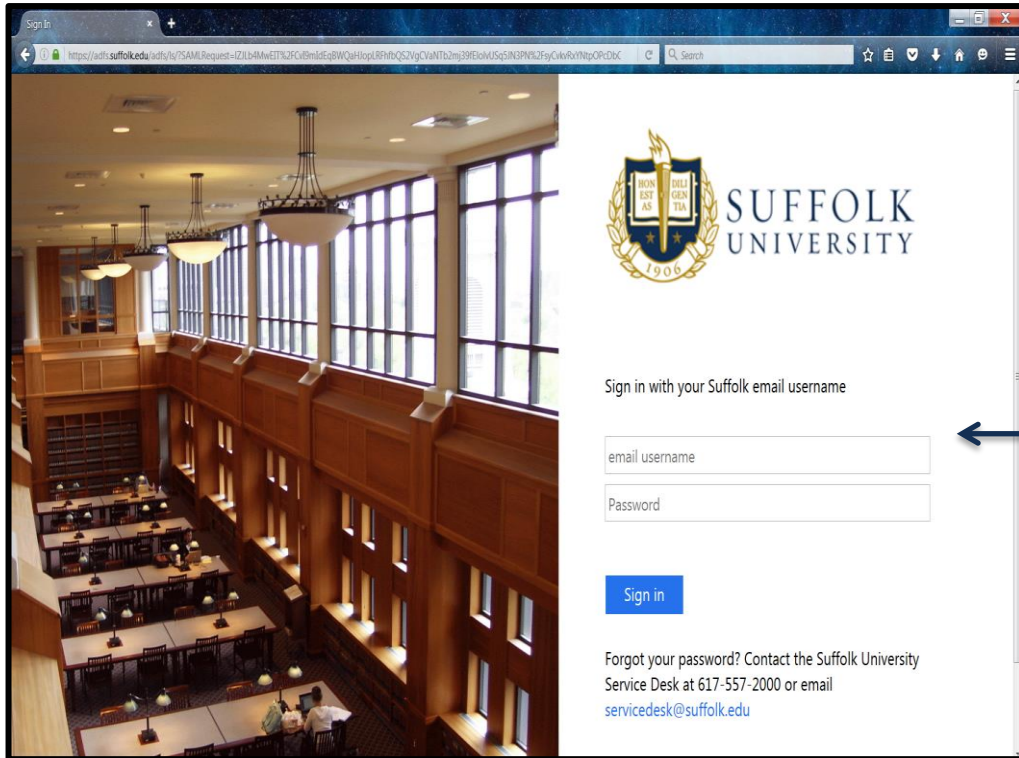 Sign In
https://adfs.suffolk.edu/adfs/ls/?SAMLRequest=
Search
HON EST AS
DILI GEN TIA
1906
SUFFOLK
UNIVERSITY
Sign in with your Suffolk email username
email username
Password
Sign in
Forgot your password? Contact the Suffolk University
Service Desk at 617-557-2000 or email
servicedesk@suffolk.edu